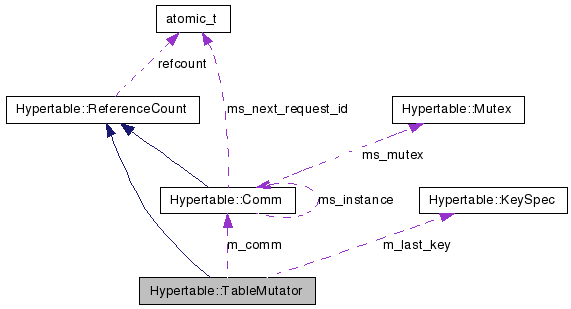 atomic_t
refcount
Hypertable::ReferenceCount
ms_next_request_id
Hypertable::Mutex
ms_mutex
Hypertable::Comm
ms_instance
Hypertable::KeySpec
m_comm
m_last_key
Hypertable::TableMutator